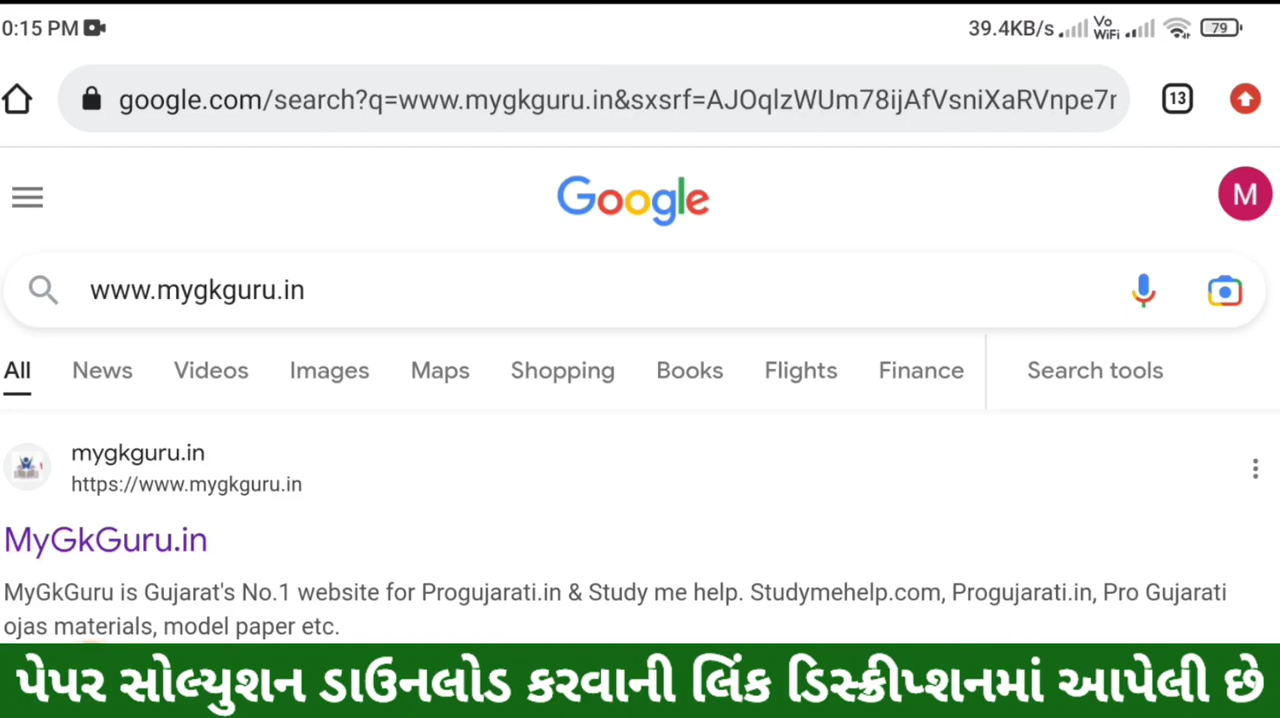 0:15 PM 39.4KB/s Vo WiFi 79
google.com/search?q=www.mygkguru.in&sxsrf=AJOqlzWUm78ijAfVsniXaRVnpe7r 13
Google M
www.mygkguru.in
All News Videos Images Maps Shopping Books Flights Finance Search tools
mygkguru.in
https://www.mygkguru.in
MyGkGuru.in
MyGkGuru is Gujarat's No.1 website for Progujarati.in & Study me help. Studymehelp.com, Progujarati.in, Pro Gujarati
ojas materials, model paper etc.
પેપર સોલ્યુશન ડાઉનલોડ કરવાની લિંક ડિસ્ક્રીપ્શનમાં આપેલી છે